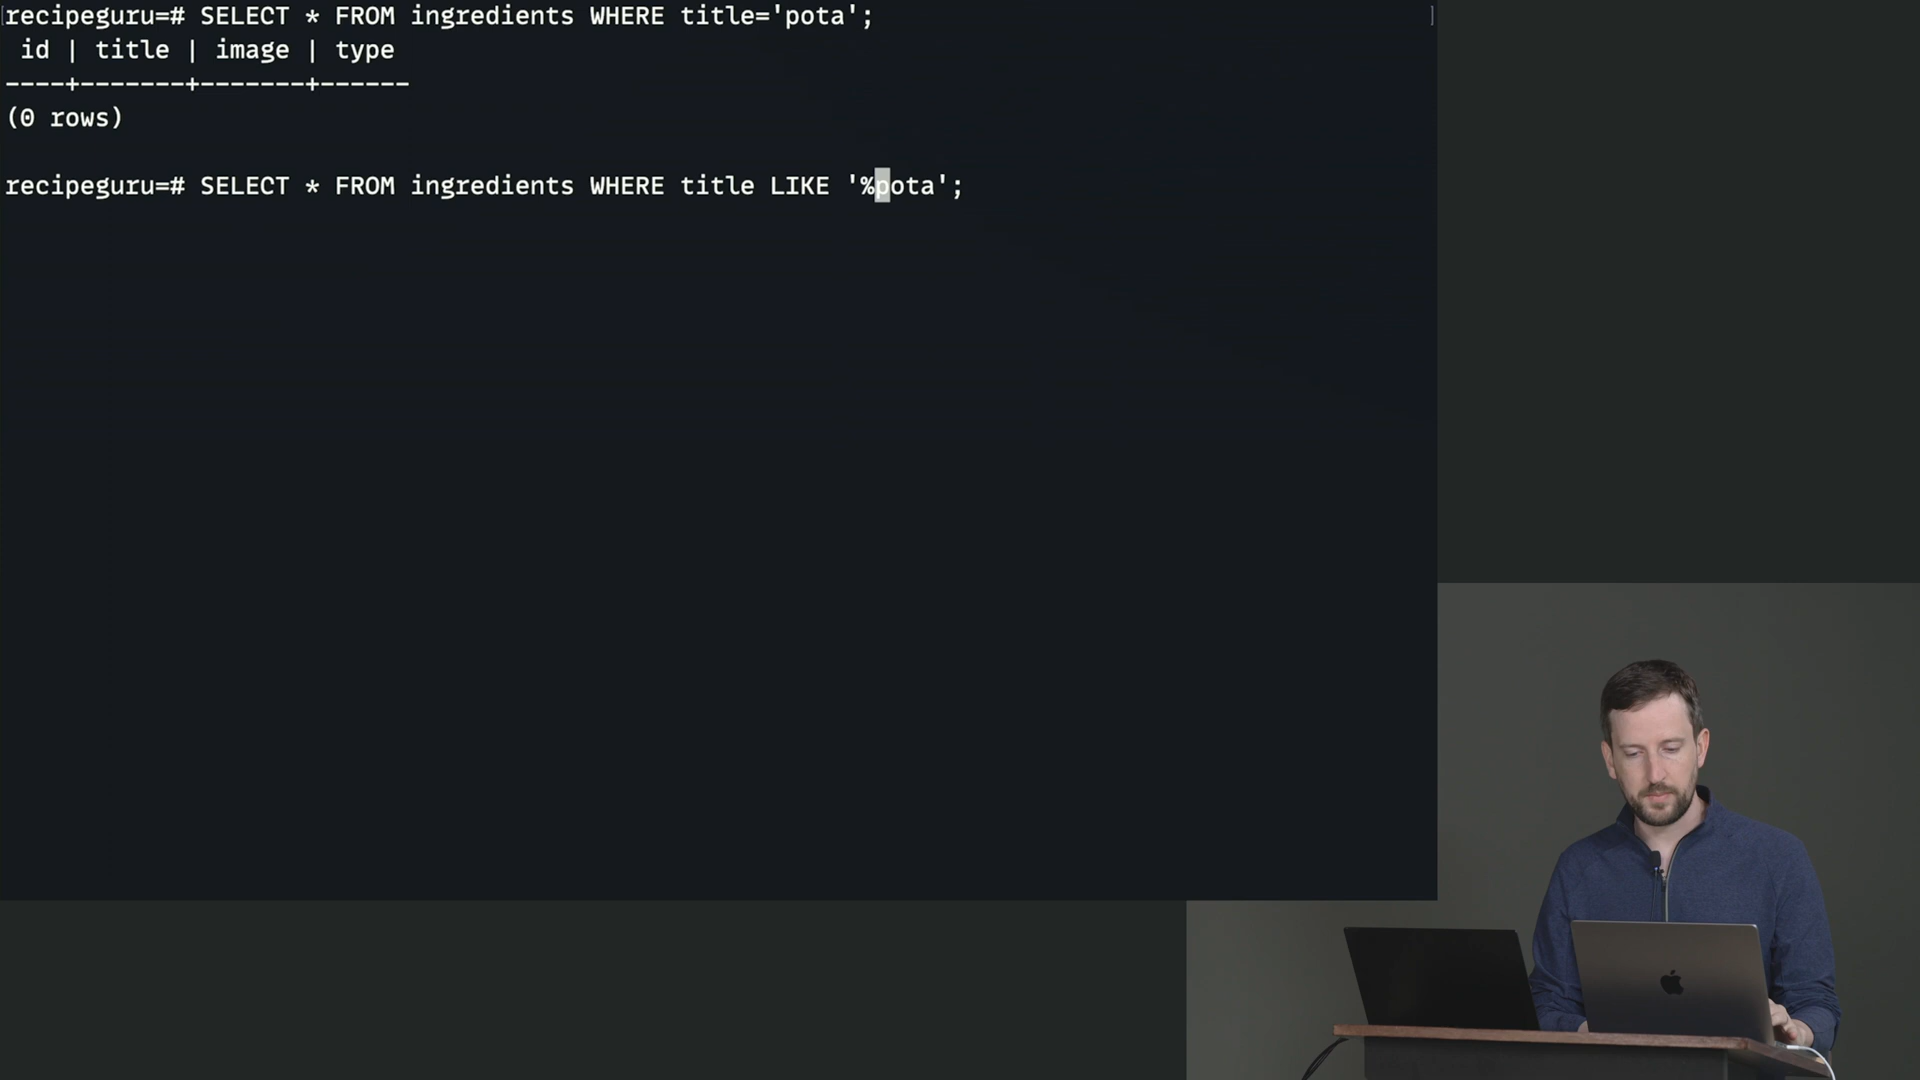 recipeguru=# SELECT * FROM ingredients WHERE title='pota';
 id | title | image | type
----+-------+-------+------
(0 rows)
recipeguru=# SELECT * FROM ingredients WHERE title LIKE '%pota';